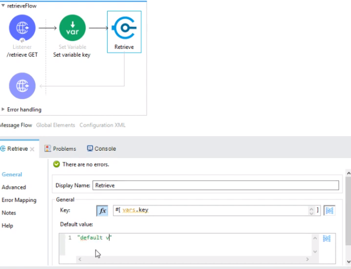 retrieveFlow
Listener
/retrieve GET
Set Variable
Set variable key
Retrieve
Error handling
Message Flow Global Elements Configuration XML
Retrieve Problems Console
There are no errors.
General
Advanced
Error Mapping
Notes
Help
Display Name: Retrieve
General
Key: fx #[ vars.key ]
Default value:
1 "default v"